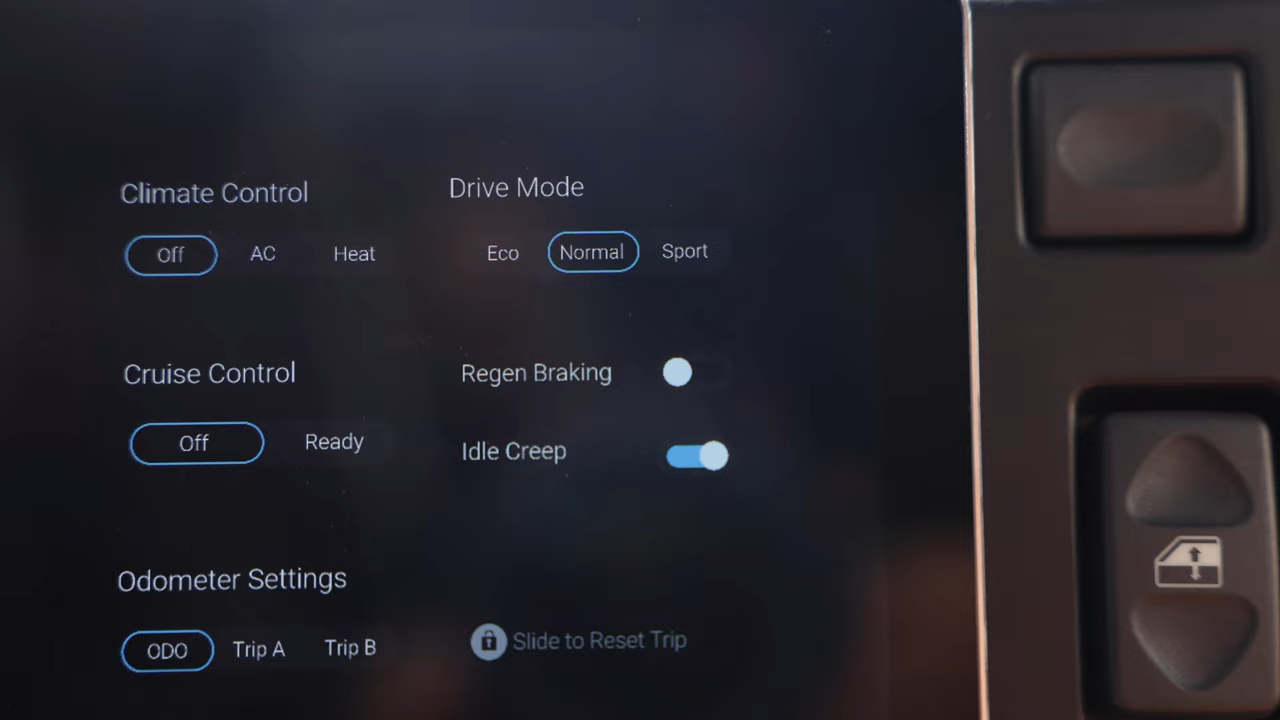 Climate Control
Off AC Heat
Drive Mode
Eco Normal Sport
Cruise Control
Off Ready
Regen Braking
Idle Creep
Odometer Settings
ODO Trip A Trip B
Slide to Reset Trip